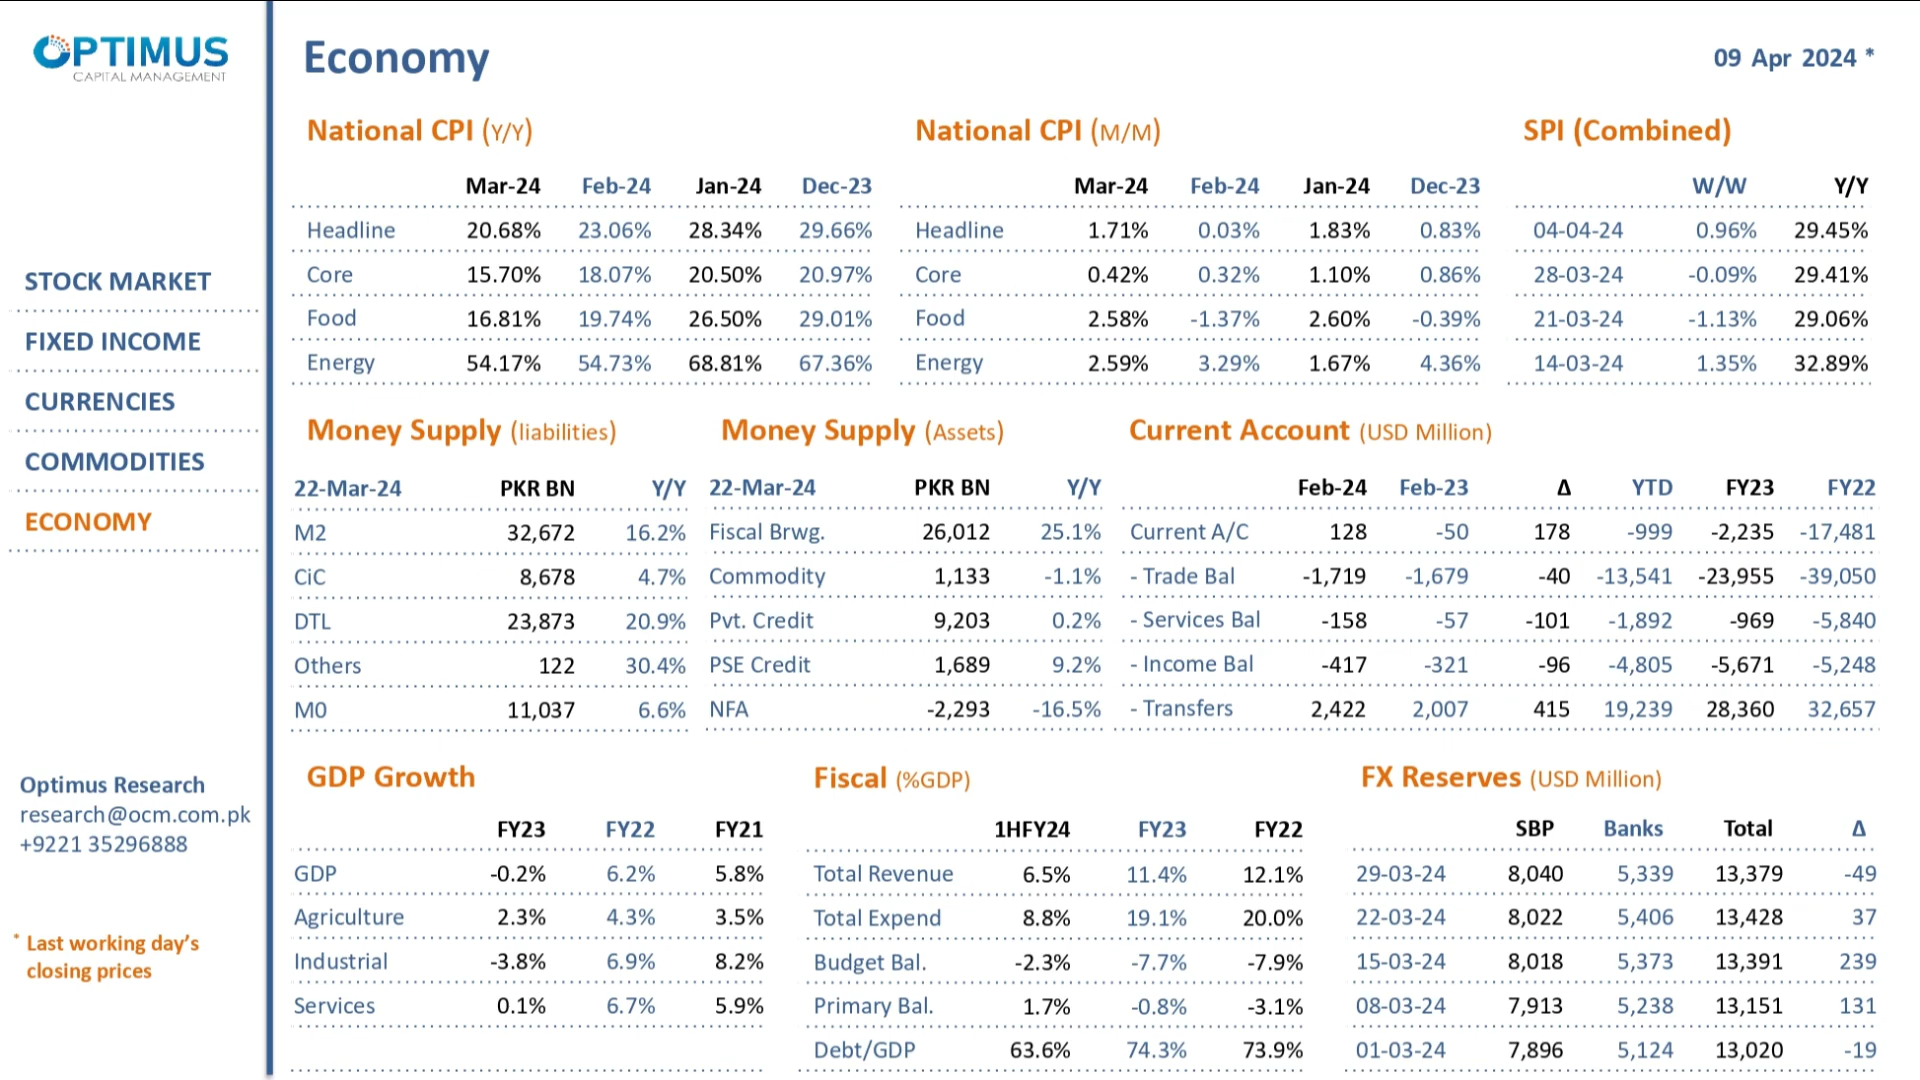 OPTIMUS
CAPITAL MANAGEMENT
STOCK MARKET
FIXED INCOME
CURRENCIES
COMMODITIES
ECONOMY
Optimus Research
research@ocm.com.pk
+9221 35296888
* Last working day’s
closing prices
Economy
09 Apr 2024 *
National CPI (Y/Y)
Mar-24 Feb-24 Jan-24 Dec-23
Headline 20.68% 23.06% 28.34% 29.66%
Core 15.70% 18.07% 20.50% 20.97%
Food 16.81% 19.74% 26.50% 29.01%
Energy 54.17% 54.73% 68.81% 67.36%
National CPI (M/M)
Mar-24 Feb-24 Jan-24 Dec-23
Headline 1.71% 0.03% 1.83% 0.83%
Core 0.42% 0.32% 1.10% 0.86%
Food 2.58% -1.37% 2.60% -0.39%
Energy 2.59% 3.29% 1.67% 4.36%
SPI (Combined)
W/W Y/Y
04-04-24 0.96% 29.45%
28-03-24 -0.09% 29.41%
21-03-24 -1.13% 29.06%
14-03-24 1.35% 32.89%
Money Supply (liabilities)
22-Mar-24 PKR BN Y/Y
M2 32,672 16.2%
CiC 8,678 4.7%
DTL 23,873 20.9%
Others 122 30.4%
M0 11,037 6.6%
Money Supply (Assets)
22-Mar-24 PKR BN Y/Y
Fiscal Brwg. 26,012 25.1%
Commodity 1,133 -1.1%
Pvt. Credit 9,203 0.2%
PSE Credit 1,689 9.2%
NFA -2,293 -16.5%
Current Account (USD Million)
Feb-24 Feb-23 Δ YTD FY23 FY22
Current A/C 128 -50 178 -999 -2,235 -17,481
- Trade Bal -1,719 -1,679 -40 -13,541 -23,955 -39,050
- Services Bal -158 -57 -101 -1,892 -969 -5,840
- Income Bal -417 -321 -96 -4,805 -5,671 -5,248
- Transfers 2,422 2,007 415 19,239 28,360 32,657
GDP Growth
FY23 FY22 FY21
GDP -0.2% 6.2% 5.8%
Agriculture 2.3% 4.3% 3.5%
Industrial -3.8% 6.9% 8.2%
Services 0.1% 6.7% 5.9%
Fiscal (%GDP)
1HFY24 FY23 FY22
Total Revenue 6.5% 11.4% 12.1%
Total Expend 8.8% 19.1% 20.0%
Budget Bal. -2.3% -7.7% -7.9%
Primary Bal. 1.7% -0.8% -3.1%
Debt/GDP 63.6% 74.3% 73.9%
FX Reserves (USD Million)
SBP Banks Total Δ
29-03-24 8,040 5,339 13,379 -49
22-03-24 8,022 5,406 13,428 37
15-03-24 8,018 5,373 13,391 239
08-03-24 7,913 5,238 13,151 131
01-03-24 7,896 5,124 13,020 -19